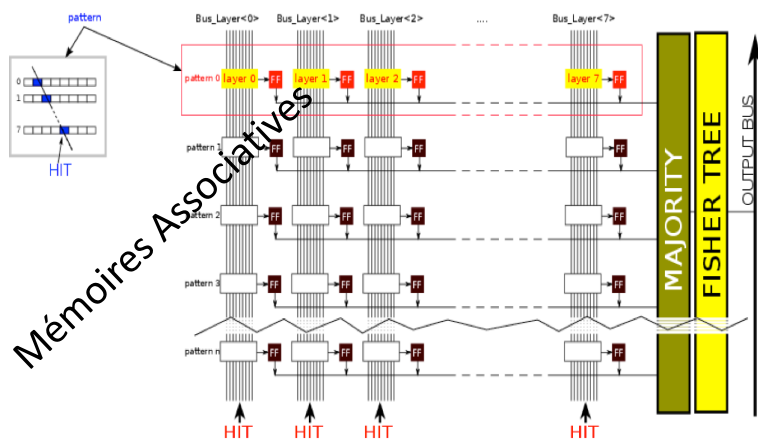 Bus_Layer<0> Bus_Layer<1> Bus_Layer<2> .... Bus_Layer<7>
pattern
pattern 0 layer 0 FF layer 1 FF layer 2 FF layer 7 FF
0
1
7
HIT
pattern 1 FF FF FF FF
pattern 2 FF FF FF FF
pattern 3 FF FF FF FF
pattern n FF FF FF FF
HIT HIT HIT HIT
Mémoires Associatives
MAJORITY
FISHER TREE
OUTPUT BUS